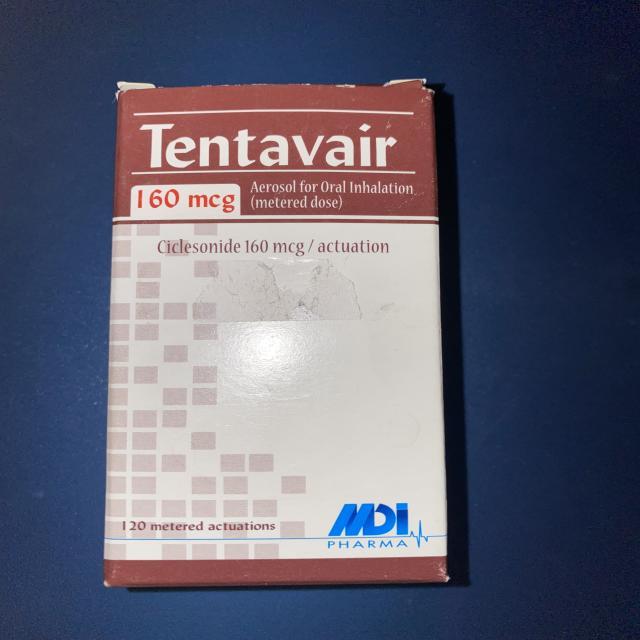 Tentavair
160 mcg
Aerosol for Oral Inhalation
(metered dose)
Ciclesonide 160 mcg / actuation
120 metered actuations
MDI
PHARMA